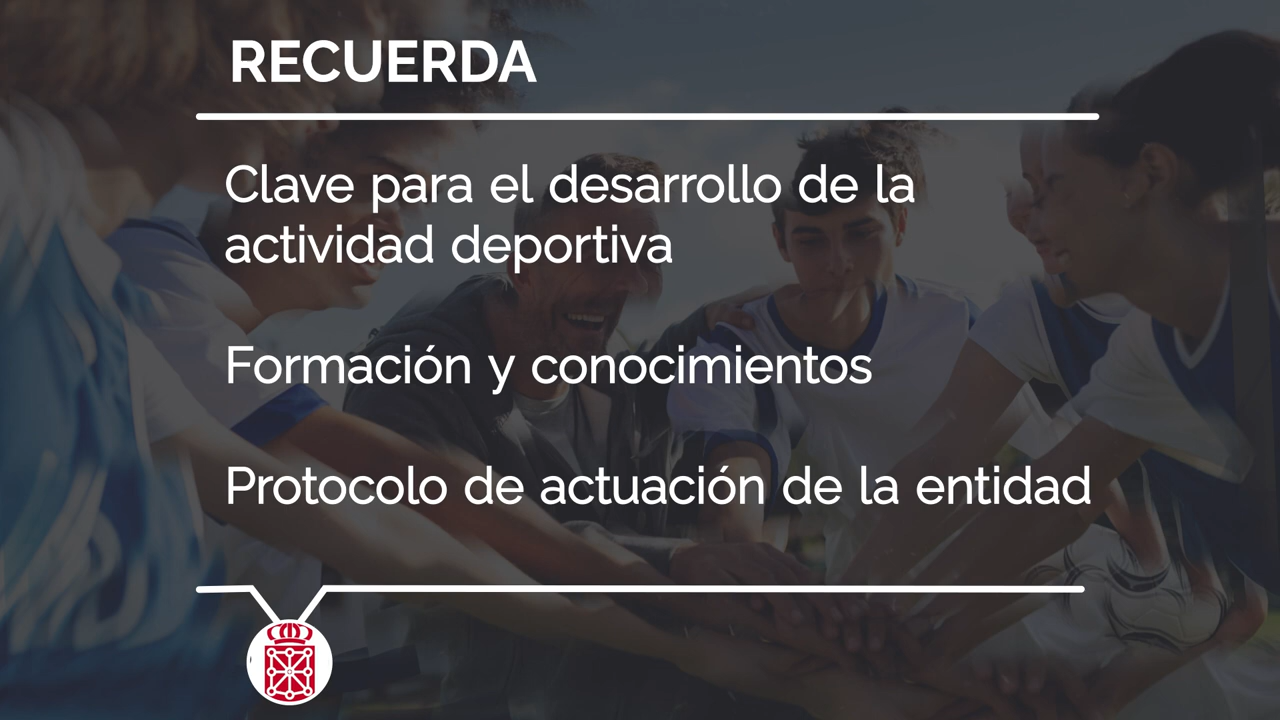 RECUERDA
Clave para el desarrollo de la
actividad deportiva
Formación y conocimientos
Protocolo de actuación de la entidad